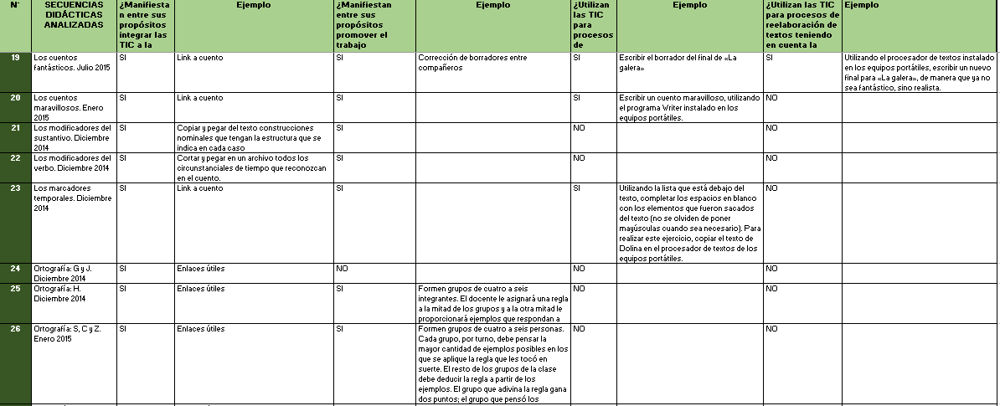 N°
SECUENCIAS
DIDÁCTICAS
ANALIZADAS
¿Manifiesta
n entre sus
propósitos
integrar las
TIC a la
Ejemplo
¿Manifiestan
entre sus
propósitos
promover el
trabajo
Ejemplo
¿Utilizan
las TIC
para
procesos
de
Ejemplo
¿Utilizan las TIC
para procesos de
reelaboración de
textos teniendo
en cuenta la
Ejemplo
19
Los cuentos
fantásticos. Julio 2015
SI
Link a cuento
SI
Corrección de borradores entre
compañeros
SI
Escribir el borrador del final de «La
galera»
SI
Utilizando el procesador de textos instalado
en los equipos portátiles, escribir un nuevo
final para «La galera», de manera que ya no
sea fantástico, sino realista.
20
Los cuentos
maravillosos. Enero
2015
SI
Link a cuento
SI
SI
Escribir un cuento maravilloso, utilizando
el programa Writer instalado en los
equipos portátiles.
NO
21
Los modificadores del
sustantivo. Diciembre
2014
SI
Copiar y pegar del texto construcciones
nominales que tengan la estructura que se
indica en cada caso
SI
NO
NO
22
Los modificadores del
verbo. Diciembre 2014
SI
Cortar y pegar en un archivo todos los
circunstanciales de tiempo que reconozcan
en el cuento.
SI
NO
NO
23
Los marcadores
temporales. Diciembre
2014
SI
Link a cuento
SI
SI
Utilizando la lista que está debajo del
texto, completar los espacios en blanco
con los elementos que fueron sacados
del texto (no se olviden de poner
mayúsculas cuando sea necesario). Para
realizar este ejercicio, copiar el texto de
Dolina en el procesador de textos de los
equipos portátiles.
NO
24
Ortografía: G y J.
Diciembre 2014
SI
Enlaces útiles
NO
NO
NO
25
Ortografía: H.
Diciembre 2014
SI
Enlaces útiles
SI
Formen grupos de cuatro a seis
integrantes. El docente le asignará una regla
a la mitad de los grupos y a la otra mitad le
proporcionará ejemplos que respondan a
NO
NO
26
Ortografía: S, C y Z.
Enero 2015
SI
Enlaces útiles
SI
Formen grupos de cuatro a seis personas.
Cada grupo, por turno, debe pensar la
mayor cantidad de ejemplos posibles en los
que se aplique la regla que les tocó en
suerte. El resto de los grupos de la clase
debe deducir la regla a partir de los
ejemplos. El grupo que adivina la regla gana
dos puntos; el grupo que pensó los
NO
NO